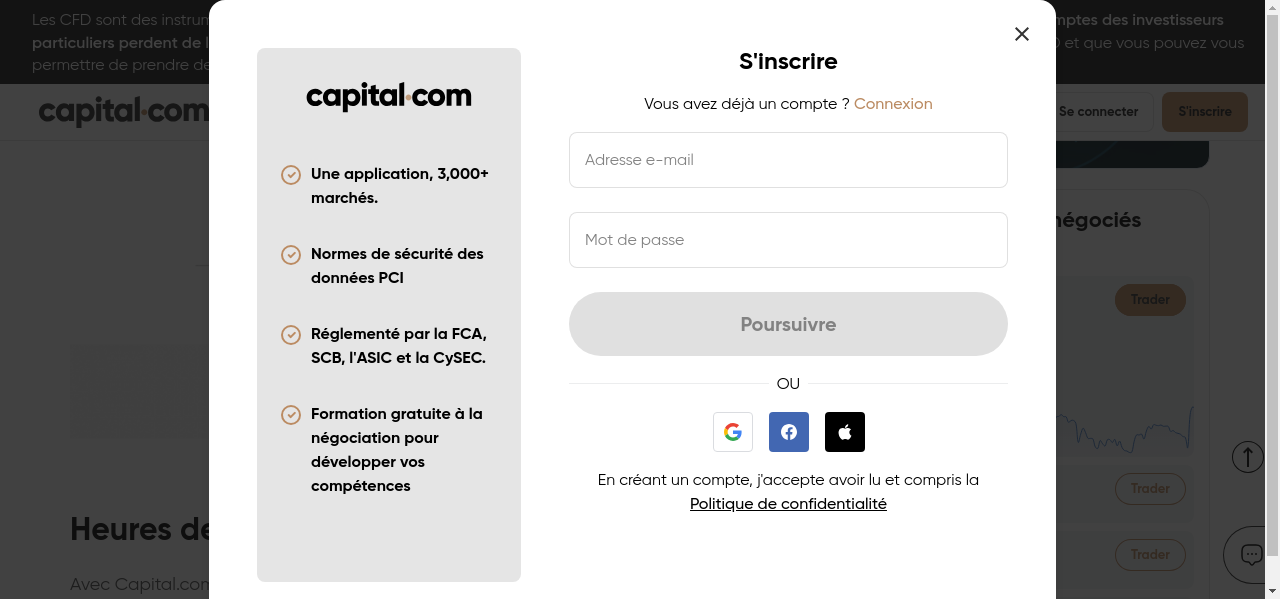 Les CFD sont des instrum
mptes des investisseurs
particuliers perdent de l
et que vous pouvez vous
permettre de prendre de
capital.com
Se connecter
S'inscrire
capital.com
Une application, 3,000+
marchés.
Normes de sécurité des
données PCI
Réglementé par la FCA,
SCB, l'ASIC et la CySEC.
Formation gratuite à la
négociation pour
développer vos
compétences
S'inscrire
Vous avez déjà un compte ? Connexion
Adresse e-mail
Mot de passe
Poursuivre
OU
En créant un compte, j'accepte avoir lu et compris la
Politique de confidentialité
négociés
Trader
Trader
Trader
Heures de
Avec Capital.com